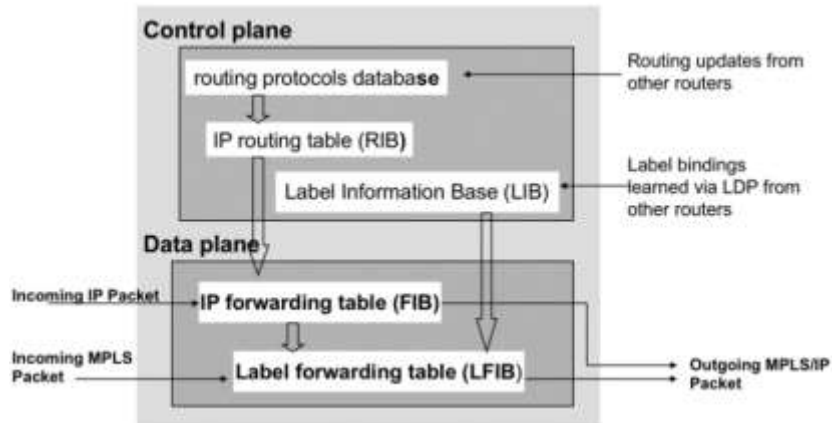 Control plane
routing protocols database
Routing updates from
other routers
IP routing table (RIB)
Label Information Base (LIB)
Label bindings
learned via LDP from
other routers
Data plane
Incoming IP Packet
IP forwarding table (FIB)
Incoming MPLS
Packet
Label forwarding table (LFIB)
Outgoing MPLS/IP
Packet